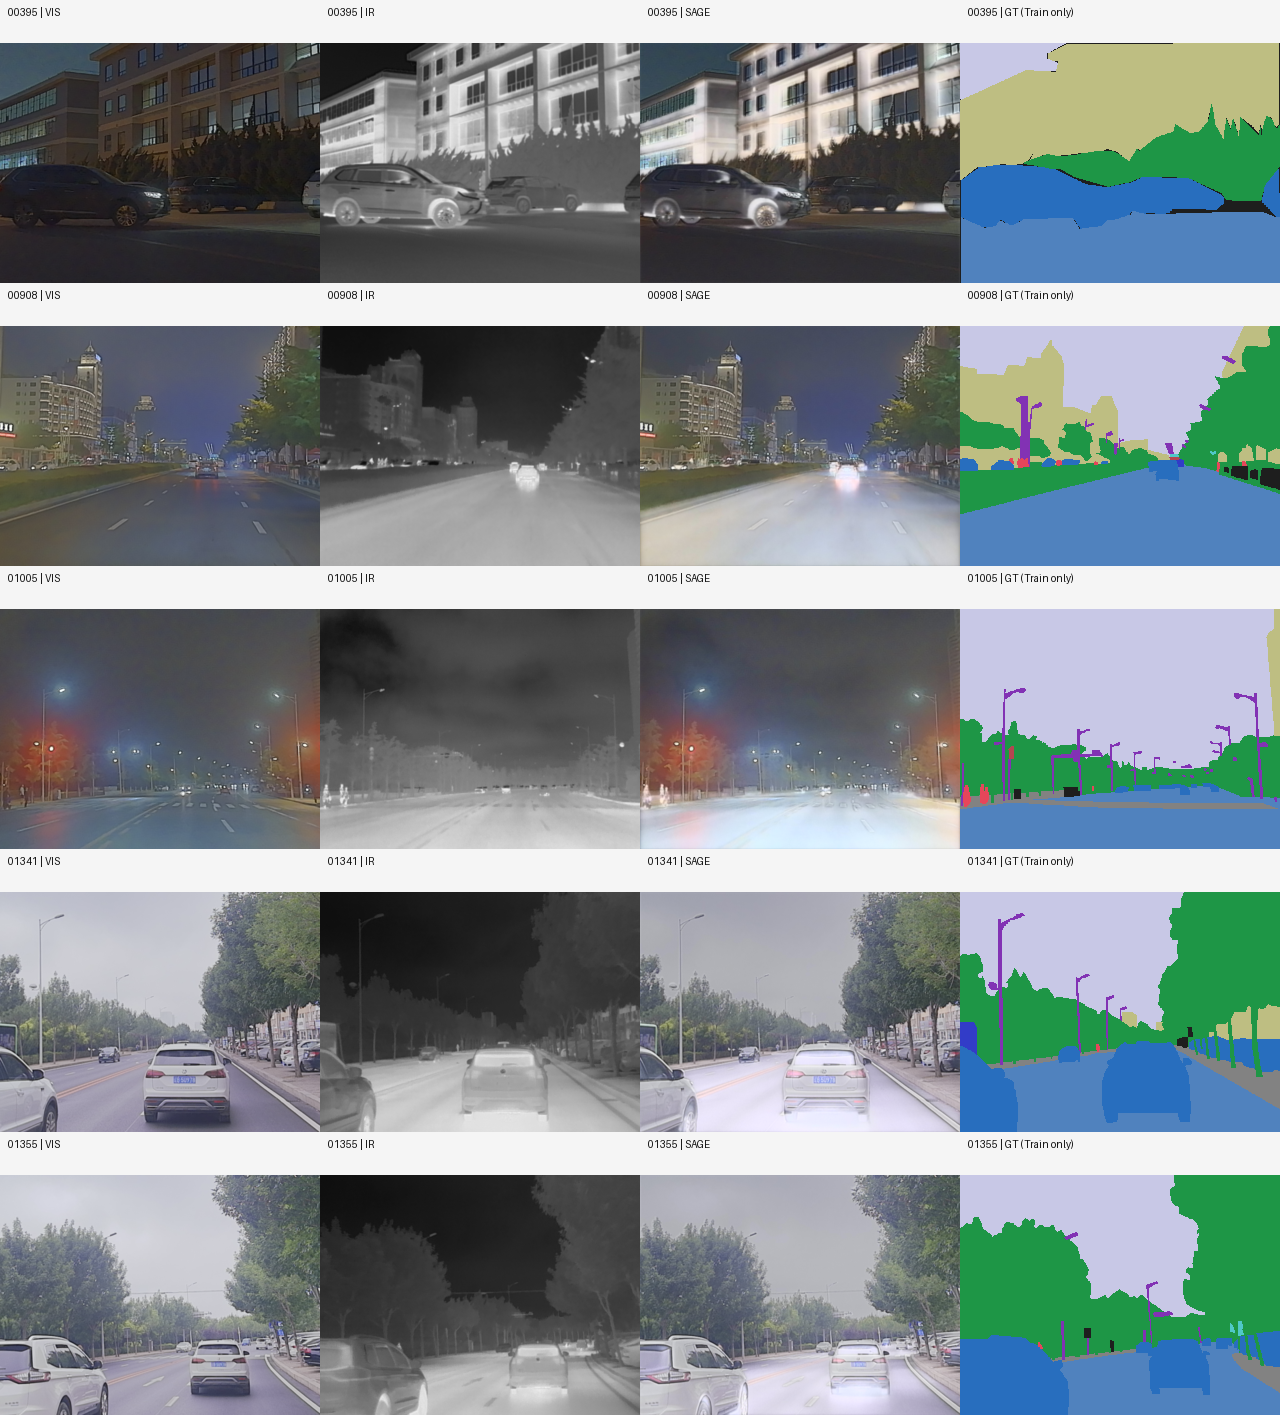 00395 | VIS
00395 | IR
00395 | SAGE
00395 | GT (Train only)
00908 | VIS
00908 | IR
00908 | SAGE
00908 | GT (Train only)
01005 | VIS
01005 | IR
01005 | SAGE
01005 | GT (Train only)
01341 | VIS
01341 | IR
01341 | SAGE
01341 | GT (Train only)
01355 | VIS
01355 | IR
01355 | SAGE
01355 | GT (Train only)